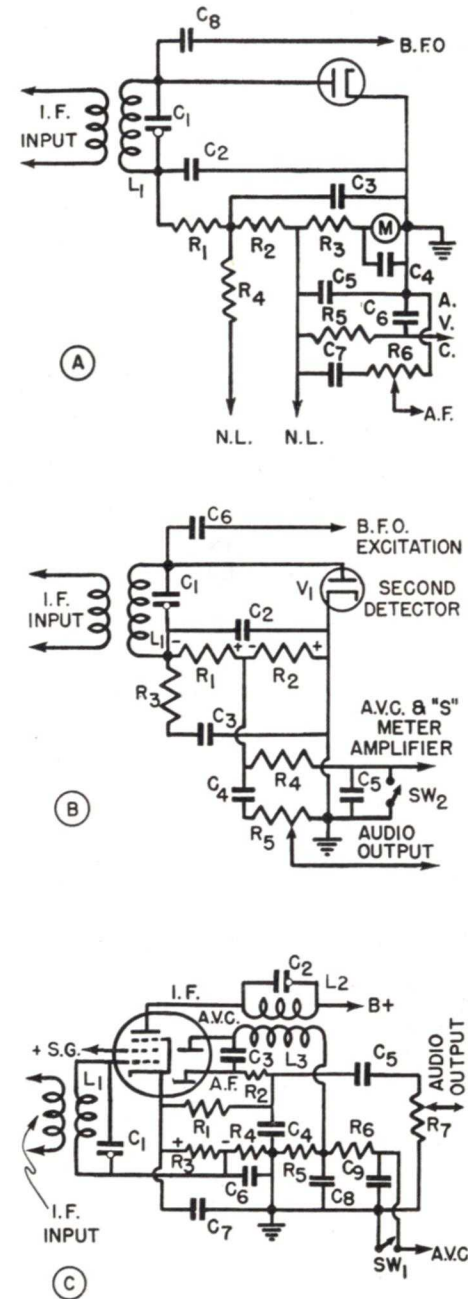 C8
B.F.O
I.F.
INPUT
C1
L1
C2
C3
R1
R2
R3
M
C4
R4
C5
A.
R5
C6
V.
C7
R6
C.
A
A.F.
N.L.
N.L.
C6
B.F.O.
EXCITATION
I.F.
INPUT
C1
V1
SECOND
DETECTOR
L1
C2
- + - +
R1
R2
R3
C3
A.V.C. & "S"
METER
AMPLIFIER
R4
C4
C5
SW2
R5
B
AUDIO
OUTPUT
C2
L2
I.F.
B+
A.V.C.
+ S.G.
C3
L3
C5
AUDIO
OUTPUT
A.F.
R2
L1
R7
R1
C1
+ -
R4
C4
R6
R3
R5
C9
C6
C8
I.F.
INPUT
C7
SW1
A.V.C
C